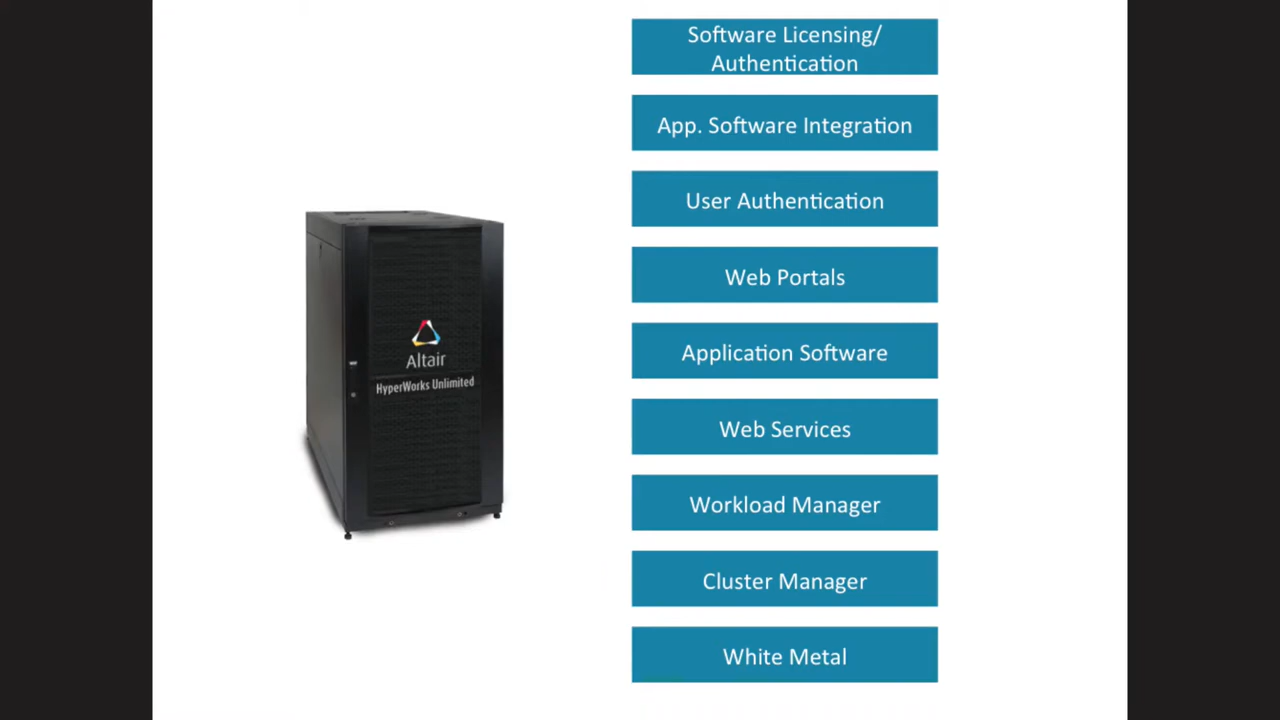 Software Licensing/
Authentication
App. Software Integration
User Authentication
Web Portals
Application Software
Web Services
Workload Manager
Cluster Manager
White Metal
Altair
HyperWorks Unlimited